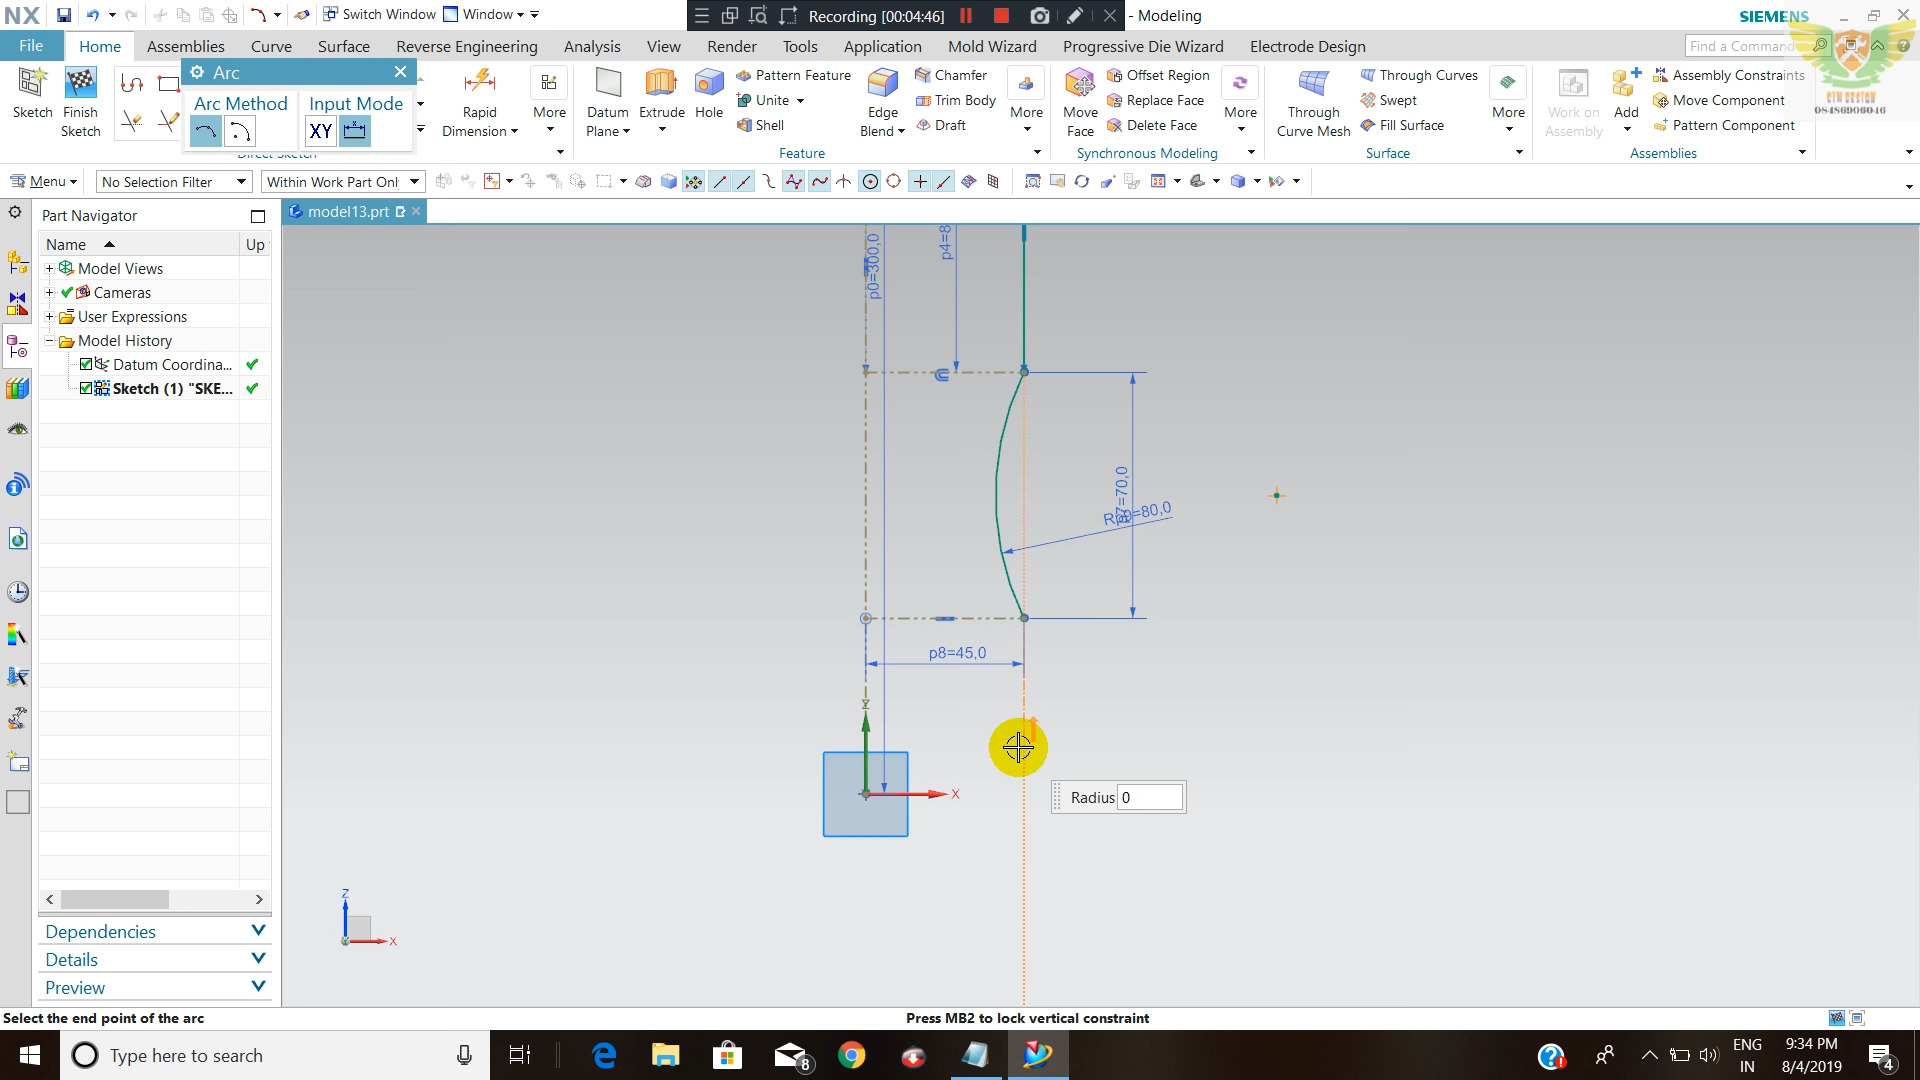 NX
Switch Window
Window
Recording [00:04:46]
- Modeling
SIEMENS
File
Home
Assemblies
Curve
Surface
Reverse Engineering
Analysis
View
Render
Tools
Application
Mold Wizard
Progressive Die Wizard
Electrode Design
Find a Command
Sketch
Finish Sketch
Arc
Arc Method
Input Mode
XY
Rapid Dimension
More
Datum Plane
Extrude
Hole
Pattern Feature
Unite
Shell
Edge Blend
Chamfer
Trim Body
Draft
More
Move Face
Offset Region
Replace Face
Delete Face
More
Through Curve Mesh
Through Curves
Swept
Fill Surface
More
Work on Assembly
Add
Assembly Constraints
Move Component
Pattern Component
CTM DESIGN
08486906046
Direct Sketch
Feature
Synchronous Modeling
Surface
Assemblies
Menu
No Selection Filter
Within Work Part Onl
Part Navigator
model13.prt
Name
Up
Model Views
Cameras
User Expressions
Model History
Datum Coordina...
Sketch (1) "SKE...
Dependencies
Details
Preview
p0=300,0
p4=8
=70,0
=80,0
p8=45,0
Y
X
Radius 0
Z
X
Select the end point of the arc
Press MB2 to lock vertical constraint
Type here to search
8
ENG
IN
9:34 PM
8/4/2019
4